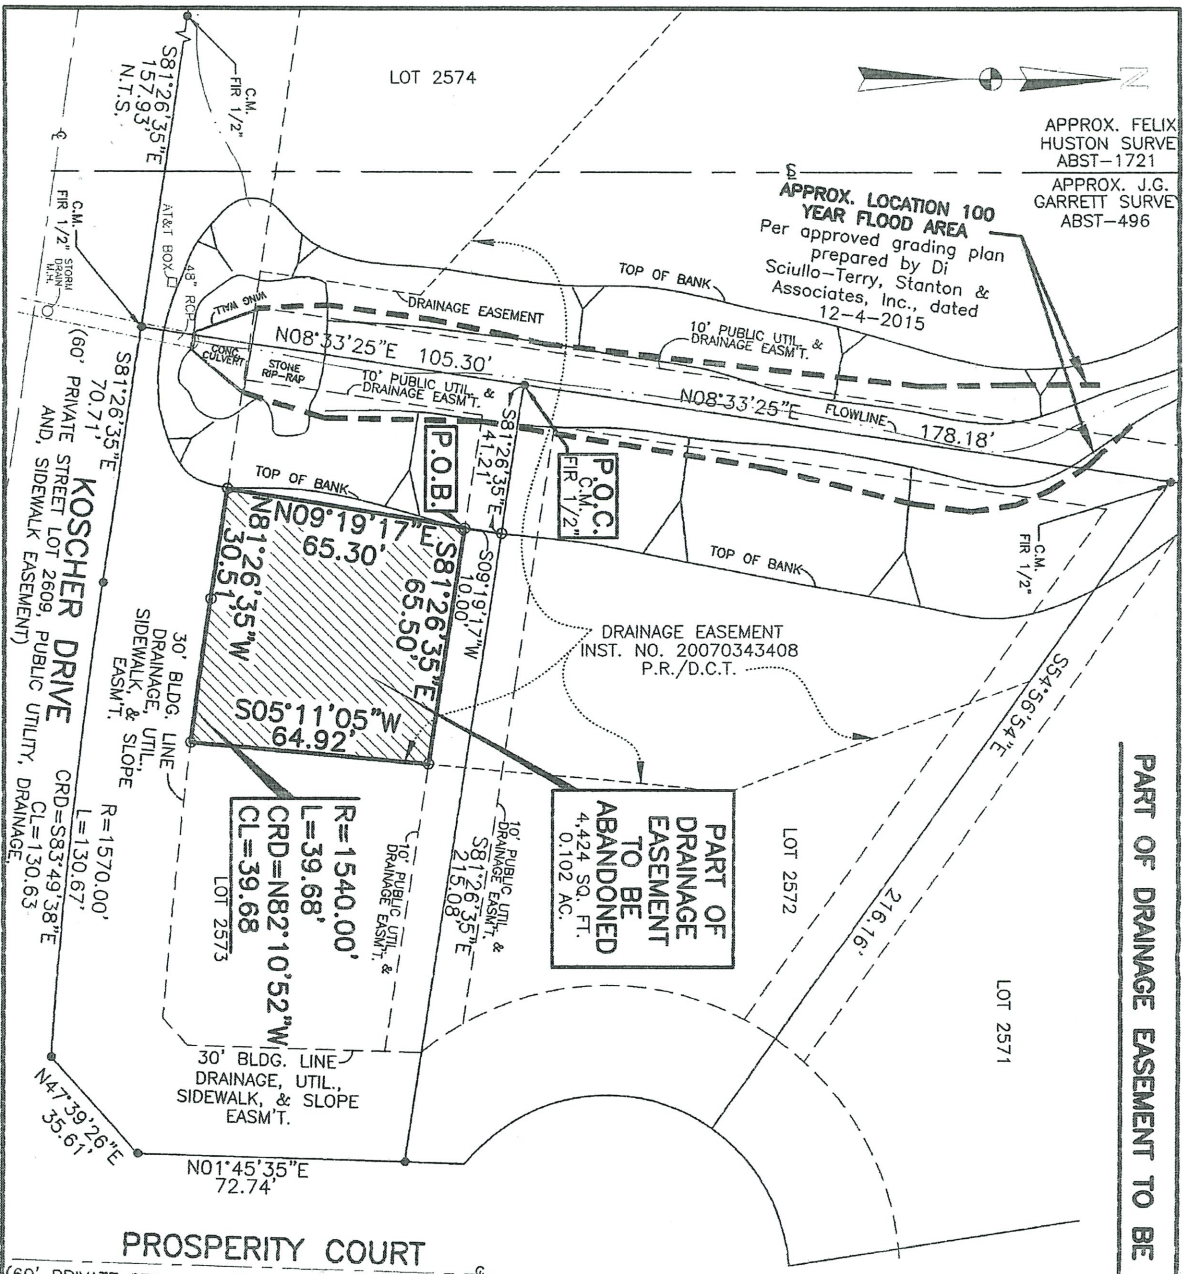 LOT 2574
N
APPROX. FELIX
HUSTON SURVE
ABST-1721
APPROX. J.G.
GARRETT SURVE
ABST-496
APPROX. LOCATION 100
YEAR FLOOD AREA
Per approved grading plan
prepared by Di
Sciullo-Terry, Stanton &
Associates, Inc., dated
12-4-2015
S81°26'35"E
157.93'
N.T.S.
C.M.
FIR 1/2"
C.M.
FIR 1/2"
STORM
DRAIN
M.H.
AT&T BOX
48" RCP
WING WALL
CONC.
CULVERT
STONE
RIP-RAP
DRAINAGE EASEMENT
TOP OF BANK
N08°33'25"E 105.30'
10' PUBLIC UTIL. &
DRAINAGE EASM'T.
10' PUBLIC UTIL. &
DRAINAGE EASM'T.
N08°33'25"E
FLOWLINE
178.18'
S81°26'35"E
41.21'
P.O.C.
C.M.
FIR 1/2"
P.O.B.
TOP OF BANK
TOP OF BANK
C.M.
FIR 1/2"
N09°19'17"E
65.30'
N81°26'35"W
30.51'
S81°26'35"E
65.50'
S05°11'05"W
64.92'
S09°19'17"W
10.00'
DRAINAGE EASEMENT
INST. NO. 20070343408
P.R./D.C.T.
S54°56'54"E
216.16'
S81°26'35"E
70.71'
KOSCHER DRIVE
(60' PRIVATE STREET LOT 2609, PUBLIC UTILITY, DRAINAGE,
AND, SIDEWALK EASEMENT)
30' BLDG. LINE
DRAINAGE, UTIL.,
SIDEWALK, & SLOPE
EASM'T.
R=1570.00'
L=130.67'
CRD=S83°49'38"E
CL=130.63
R=1540.00'
L=39.68'
CRD=N82°10'52"W
CL=39.68
LOT 2573
10' PUBLIC UTIL. &
DRAINAGE EASM'T.
10' PUBLIC UTIL. &
DRAINAGE EASM'T.
S81°26'35"E
215.08'
PART OF
DRAINAGE
EASEMENT
TO BE
ABANDONED
4,424 SQ. FT.
0.102 AC.
LOT 2572
LOT 2571
PART OF DRAINAGE EASEMENT TO BE
30' BLDG. LINE
DRAINAGE, UTIL.,
SIDEWALK, & SLOPE
EASM'T.
N47°39'26"E
35.61'
N01°45'35"E
72.74'
PROSPERITY COURT